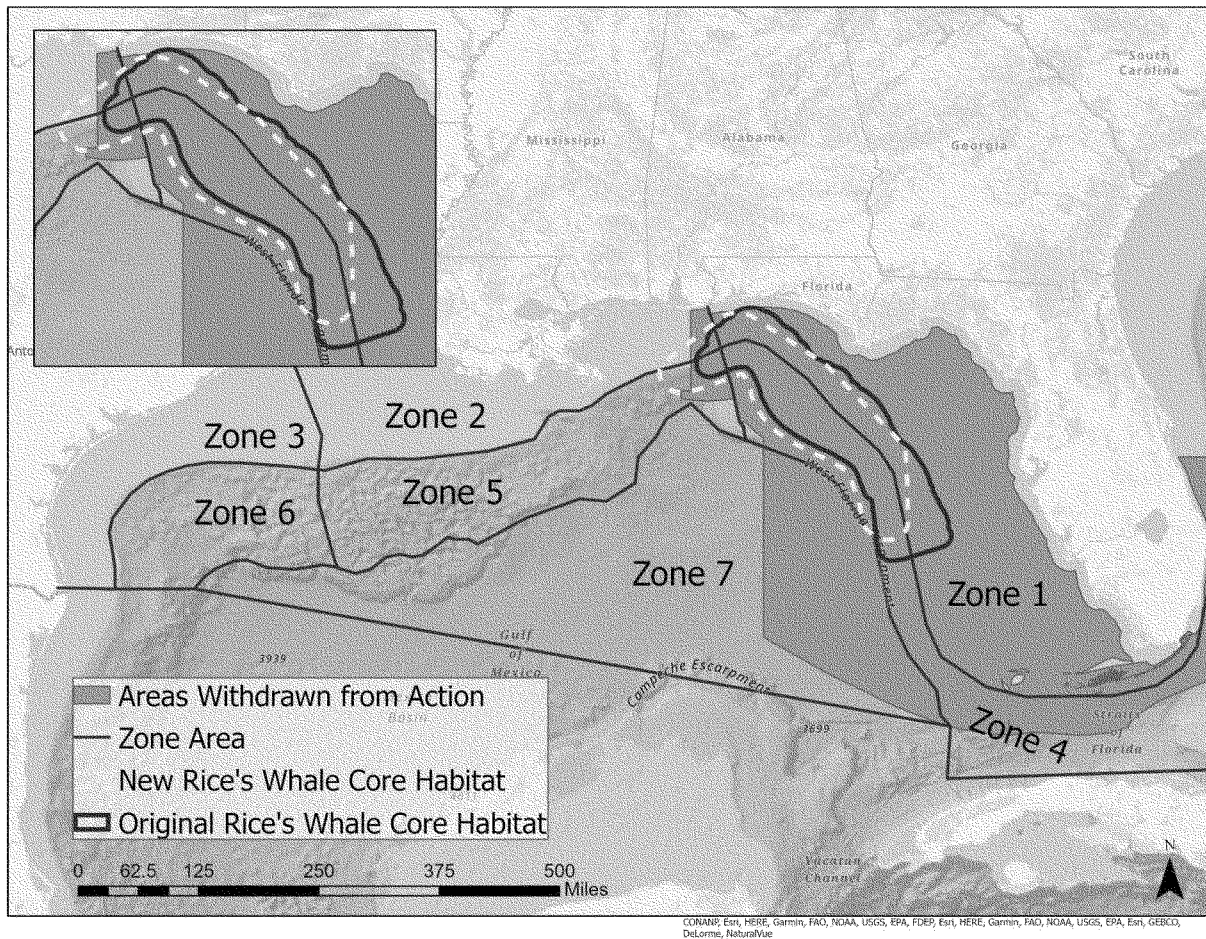 South
Carolina
Mississippi
Alabama
Georgia
Florida
West Florida
Anto
Zone 2
Zone 3
Zone 5
Zone 6
West Florida
Zone 7
Zone 1
Gulf
of
Mexico
3939
Campeche Escarpment
3699
Zone 4
Straits
of
Florida
Areas Withdrawn from Action
Basin
Zone Area
New Rice's Whale Core Habitat
Original Rice's Whale Core Habitat
Yucatan
Channel
N
0 62.5 125 250 375 500
Miles
CONANP, Esri, HERE, Garmin, FAO, NOAA, USGS, EPA, FDEP, Esri, HERE, Garmin, FAO, NOAA, USGS, EPA, Esri, GEBCO,
DeLorme, NaturalVue